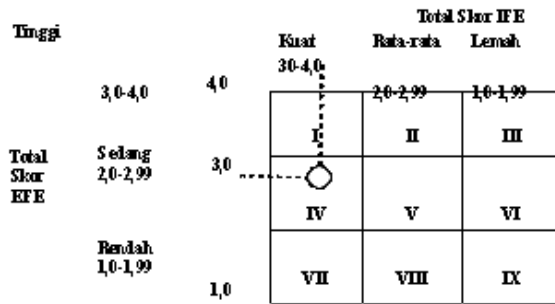 Total Skor IFE
Tinggi
Kuat Rata-rata Lemah
30-4,0
3,0-4,0 4,0 2,0-2,99 1,0-1,99
I II III
Total
Skor
EFE
Sedang
2,0-2,99
3,0
IV V VI
Rendah
1,0-1,99
VII VIII IX
1,0